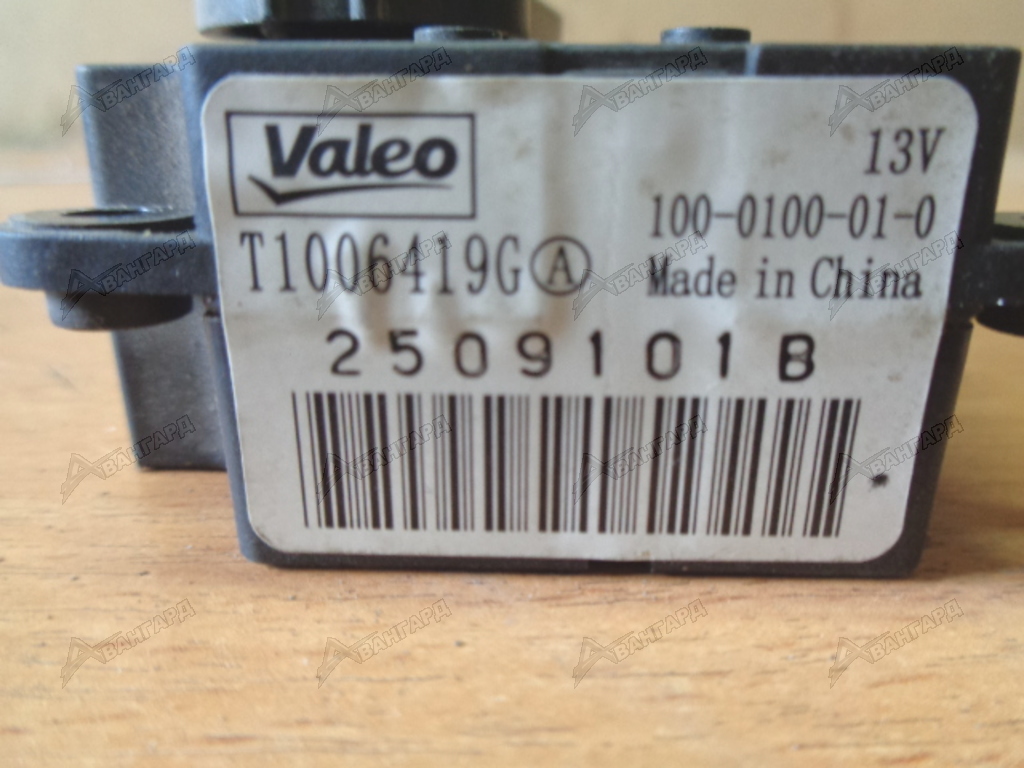 Valeo
13V
100-0100-01-0
T1006419G Ⓐ
Made in China
2509101B
АВАНГАРД